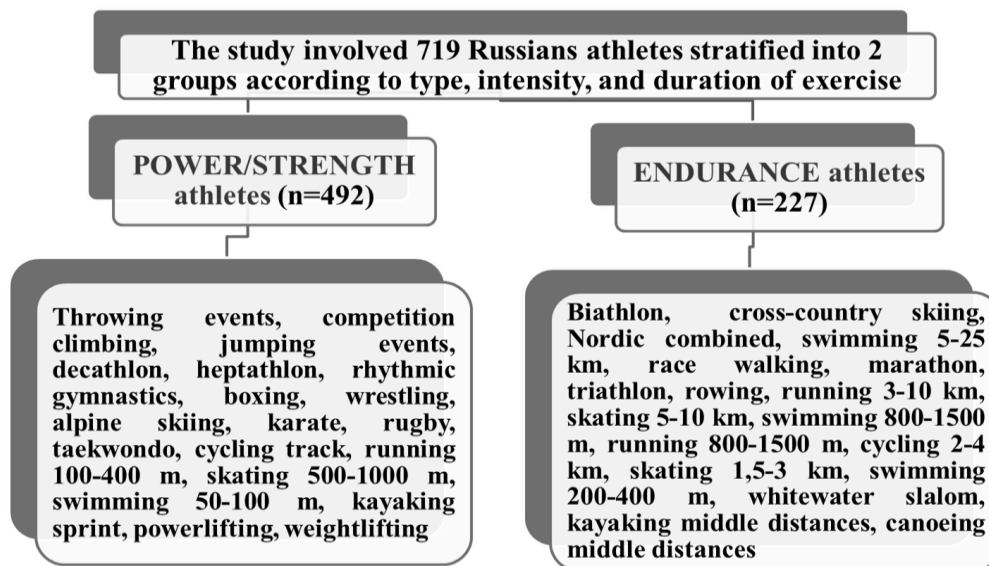 The study involved 719 Russians athletes stratified into 2
groups according to type, intensity, and duration of exercise
POWER/STRENGTH
athletes (n=492)
ENDURANCE athletes
(n=227)
Throwing events, competition
climbing, jumping events,
decathlon, heptathlon, rhythmic
gymnastics, boxing, wrestling,
alpine skiing, karate, rugby,
taekwondo, cycling track, running
100-400 m, skating 500-1000 m,
swimming 50-100 m, kayaking
sprint, powerlifting, weightlifting
Biathlon, cross-country skiing,
Nordic combined, swimming 5-25
km, race walking, marathon,
triathlon, rowing, running 3-10 km,
skating 5-10 km, swimming 800-1500
m, running 800-1500 m, cycling 2-4
km, skating 1,5-3 km, swimming
200-400 m, whitewater slalom,
kayaking middle distances, canoeing
middle distances